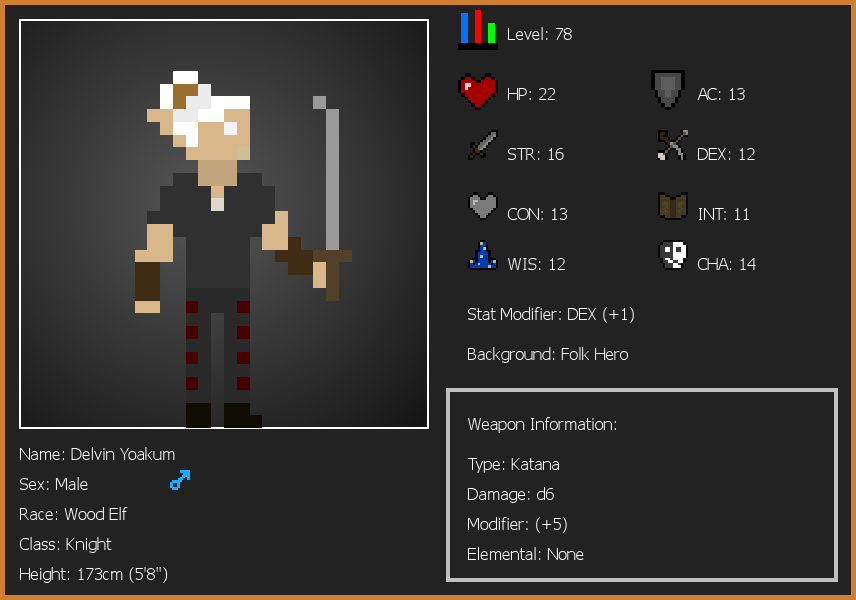 Level: 78
HP: 22
AC: 13
STR: 16
DEX: 12
CON: 13
INT: 11
WIS: 12
CHA: 14
Stat Modifier: DEX (+1)
Background: Folk Hero
Weapon Information:
Type: Katana
Damage: d6
Modifier: (+5)
Elemental: None
Name: Delvin Yoakum
Sex: Male
Race: Wood Elf
Class: Knight
Height: 173cm (5'8")